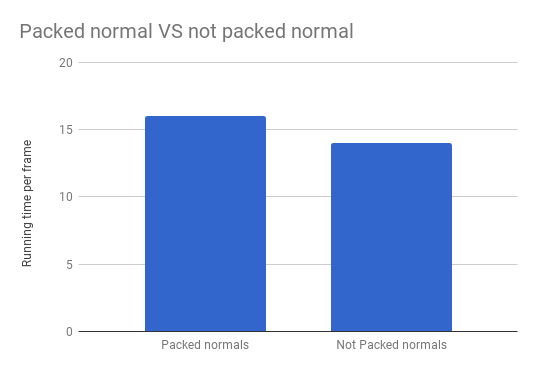 Packed normal VS not packed normal
20
15
10
5
0
Running time per frame
Packed normals
Not Packed normals